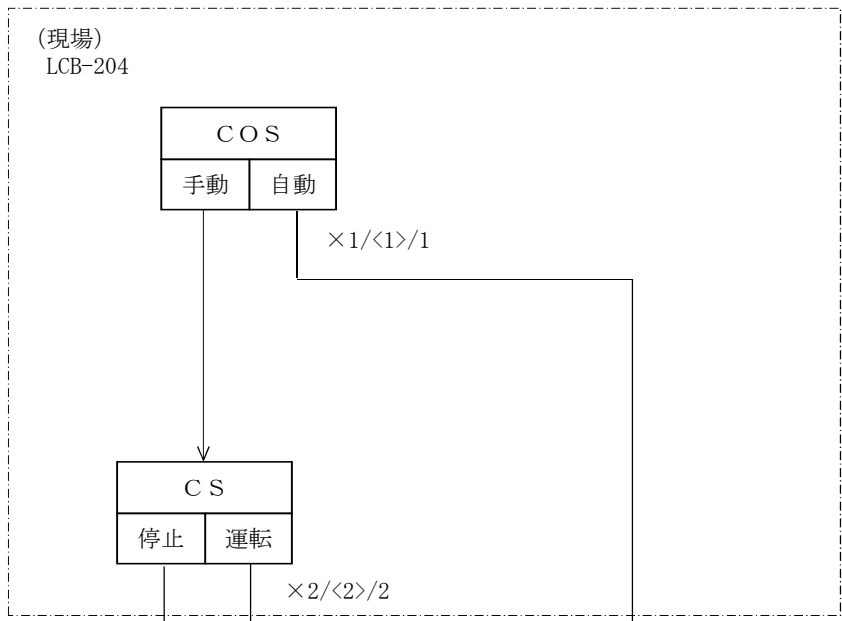 (現場)
LCB-204
COS
手動 自動
×1/<1>/1
CS
停止 運転
×2/<2>/2